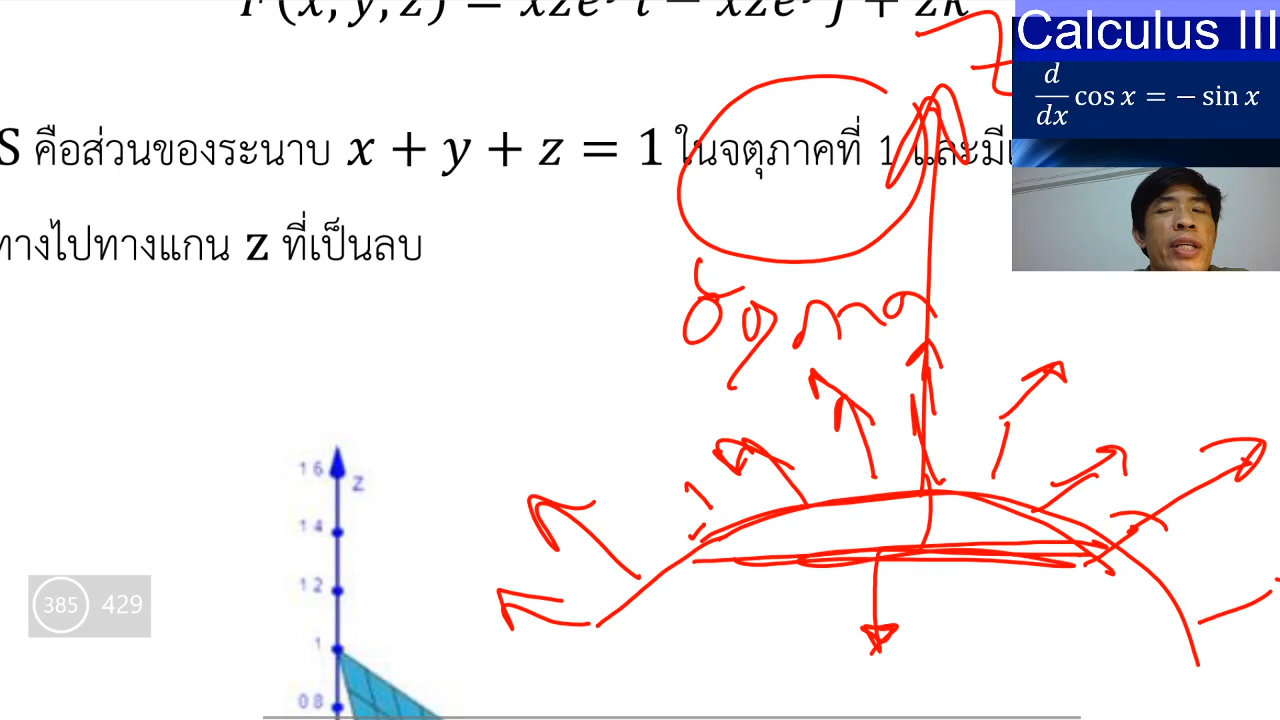 F(x, y, z) = xze^y i − xze^y j + zk
Calculus III
d/dx cos x = − sin x
S คือส่วนของระนาบ x + y + z = 1 ในจตุภาคที่ 1 และมี
ทางไปทางแกน z ที่เป็นลบ
z
1 6
z
1 4
1 2
385 429
1
0 8